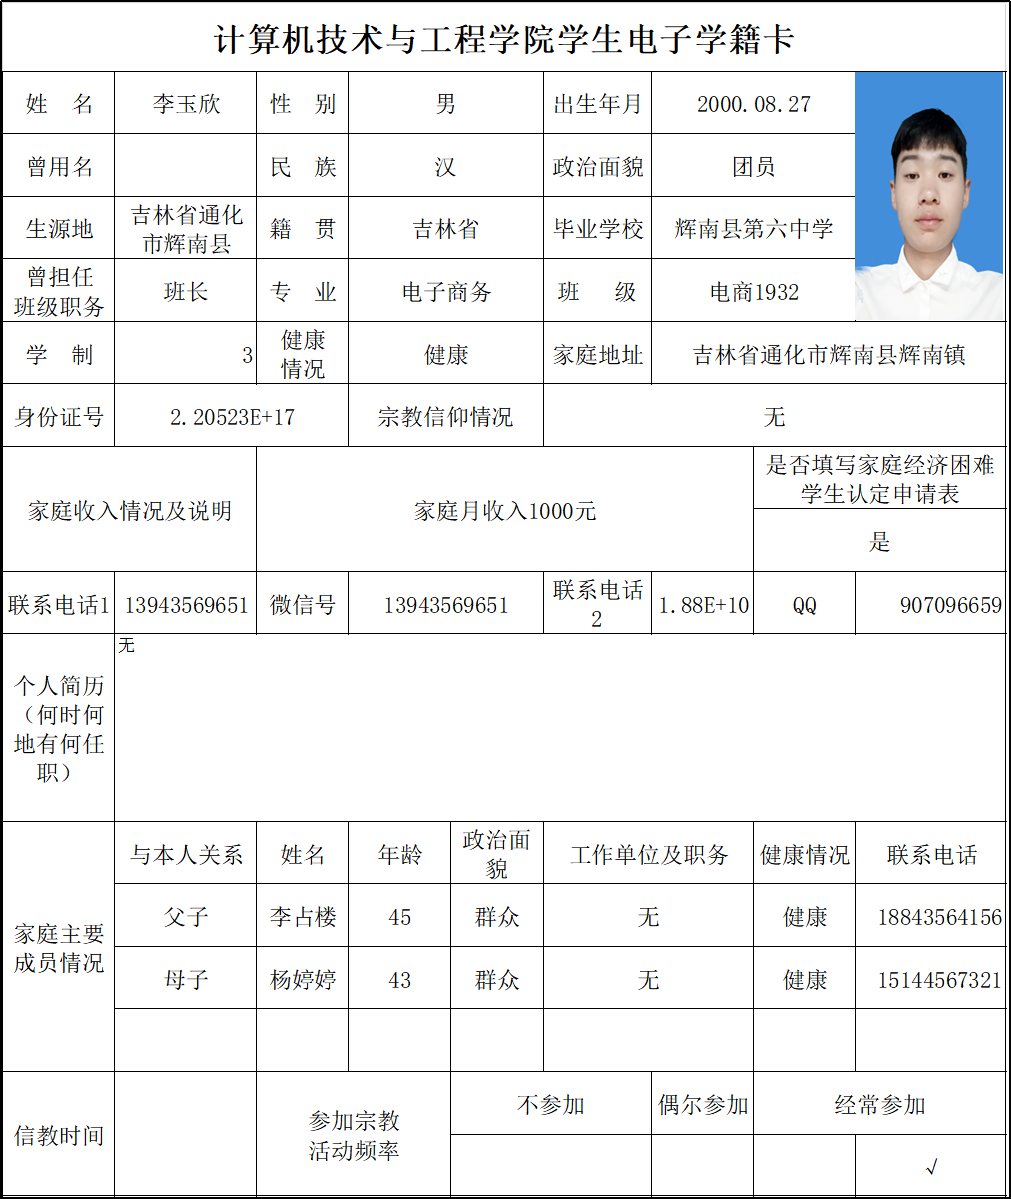 计算机技术与工程学院学生电子学籍卡
姓 名 李玉欣 性 别 男 出生年月 2000.08.27
曾用名 民 族 汉 政治面貌 团员
生源地 吉林省通化
市辉南县 籍 贯 吉林省 毕业学校 辉南县第六中学
曾担任
班级职务 班长 专 业 电子商务 班 级 电商1932
学 制 3 健康
情况 健康 家庭地址 吉林省通化市辉南县辉南镇
身份证号 2.20523E+17 宗教信仰情况 无
家庭收入情况及说明 家庭月收入1000元 是否填写家庭经济困难
学生认定申请表
是
联系电话1 13943569651 微信号 13943569651 联系电话
2 1.88E+10 QQ 907096659
个人简历
（何时何
地有何任
职） 无
家庭主要
成员情况
与本人关系 姓名 年龄 政治面
貌 工作单位及职务 健康情况 联系电话
父子 李占楼 45 群众 无 健康 18843564156
母子 杨婷婷 43 群众 无 健康 15144567321
信教时间 参加宗教
活动频率 不参加 偶尔参加 经常参加
√